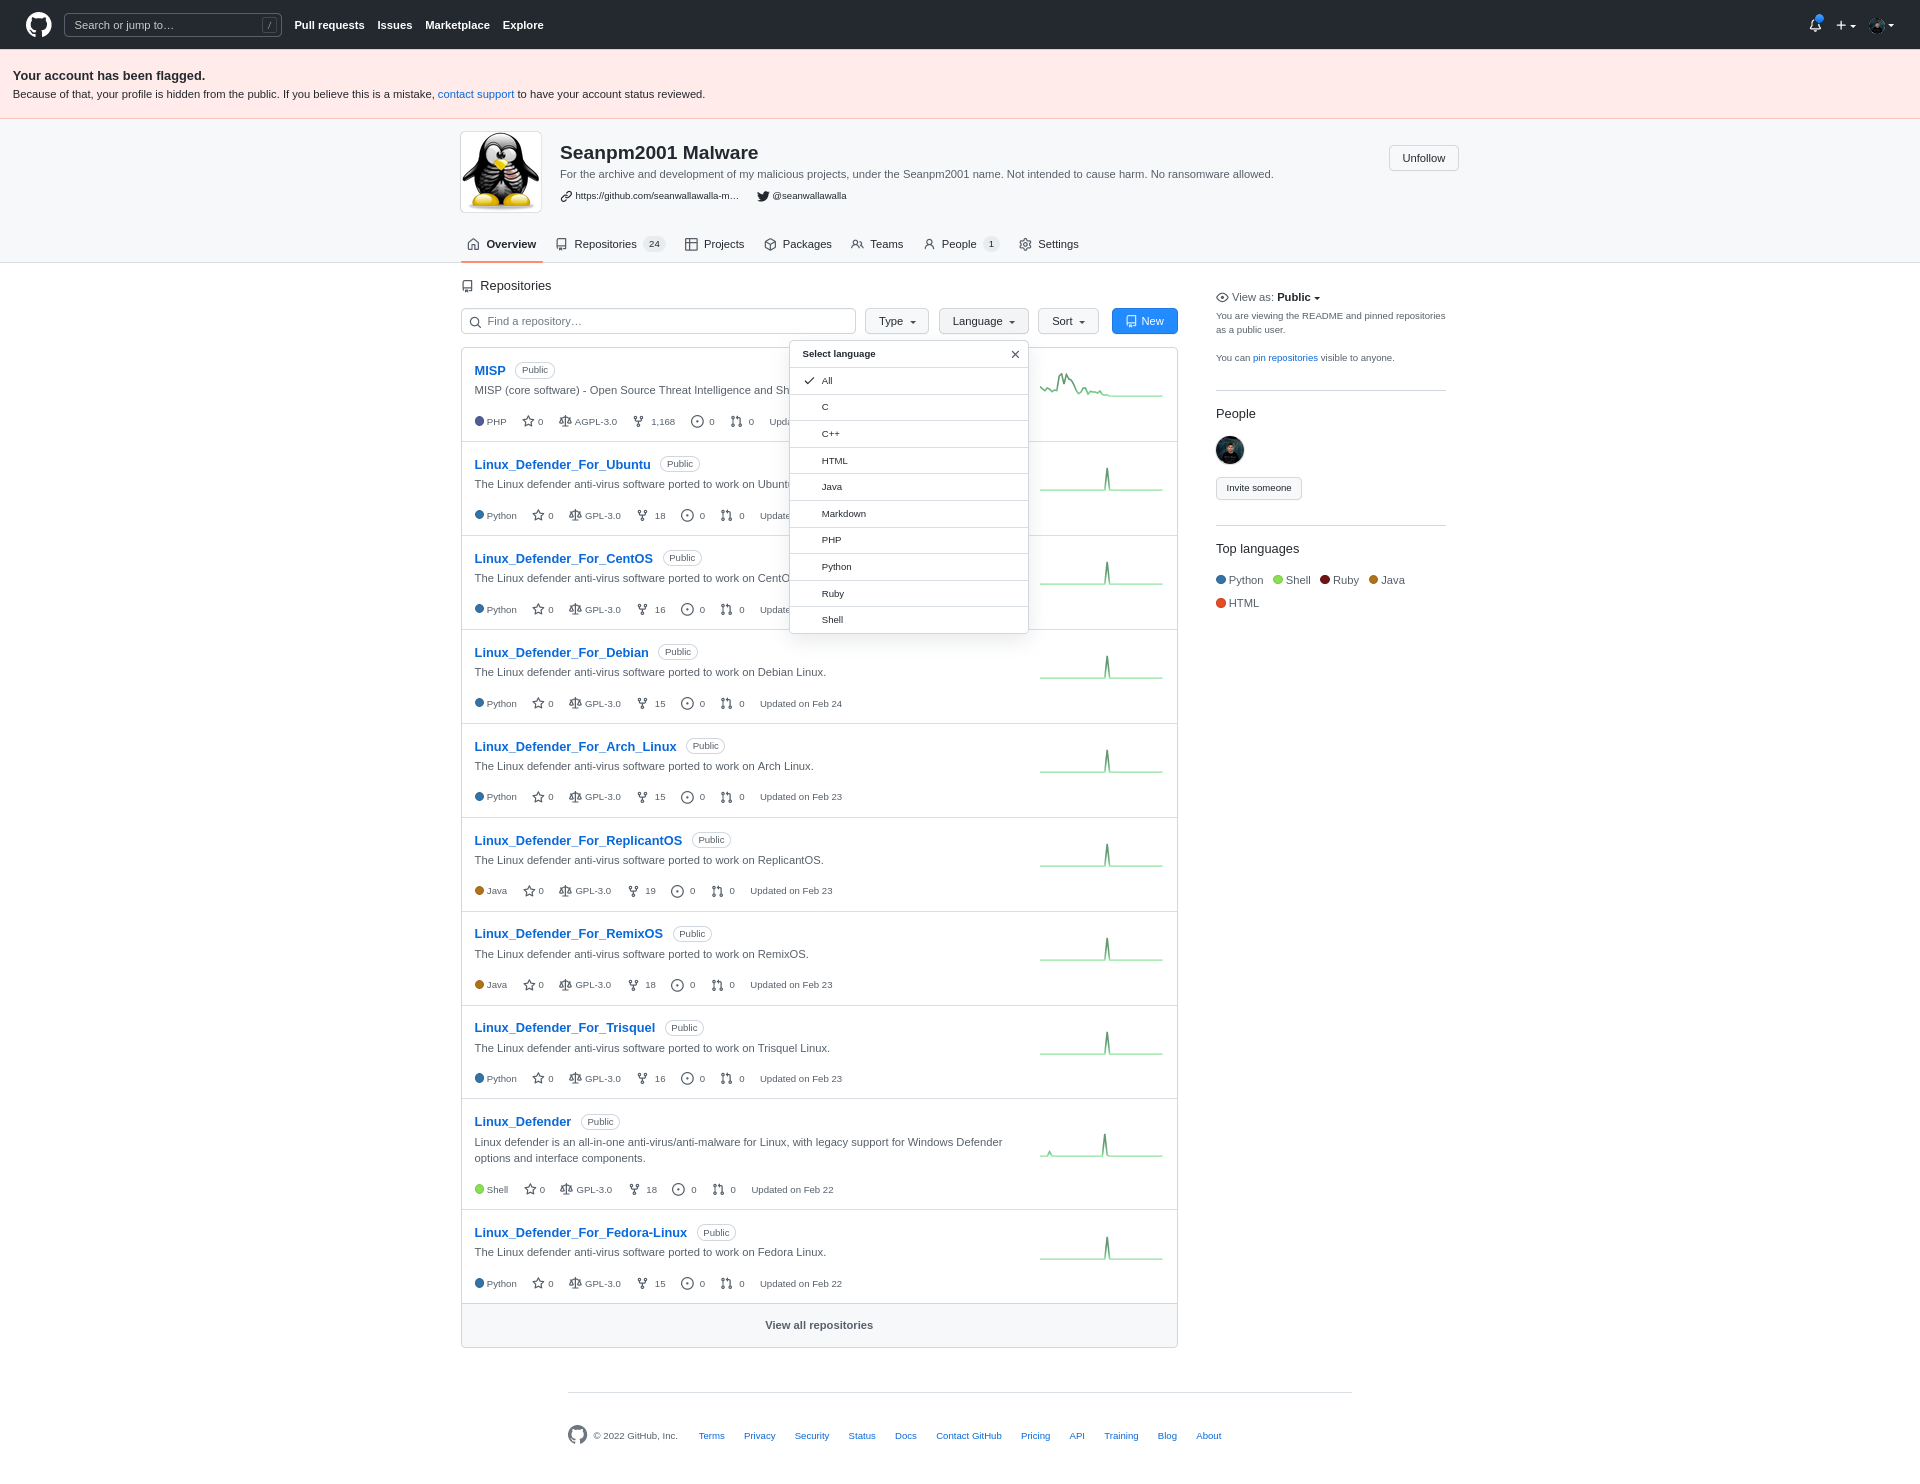 Search or jump to… /
Pull requests Issues Marketplace Explore
Your account has been flagged.
Because of that, your profile is hidden from the public. If you believe this is a mistake, contact support to have your account status reviewed.
Seanpm2001 Malware
Unfollow
For the archive and development of my malicious projects, under the Seanpm2001 name. Not intended to cause harm. No ransomware allowed.
https://github.com/seanwallawalla-m… @seanwallawalla
Overview Repositories 24 Projects Packages Teams People 1 Settings
Repositories
Find a repository… Type Language Sort New
Select language
All
C
C++
HTML
Java
Markdown
PHP
Python
Ruby
Shell
MISP Public
MISP (core software) - Open Source Threat Intelligence and Sh
PHP 0 AGPL-3.0 1,168 0 0 Upda
Linux_Defender_For_Ubuntu Public
The Linux defender anti-virus software ported to work on Ubunt
Python 0 GPL-3.0 18 0 0 Update
Linux_Defender_For_CentOS Public
The Linux defender anti-virus software ported to work on CentO
Python 0 GPL-3.0 16 0 0 Update
Linux_Defender_For_Debian Public
The Linux defender anti-virus software ported to work on Debian Linux.
Python 0 GPL-3.0 15 0 0 Updated on Feb 24
Linux_Defender_For_Arch_Linux Public
The Linux defender anti-virus software ported to work on Arch Linux.
Python 0 GPL-3.0 15 0 0 Updated on Feb 23
Linux_Defender_For_ReplicantOS Public
The Linux defender anti-virus software ported to work on ReplicantOS.
Java 0 GPL-3.0 19 0 0 Updated on Feb 23
Linux_Defender_For_RemixOS Public
The Linux defender anti-virus software ported to work on RemixOS.
Java 0 GPL-3.0 18 0 0 Updated on Feb 23
Linux_Defender_For_Trisquel Public
The Linux defender anti-virus software ported to work on Trisquel Linux.
Python 0 GPL-3.0 16 0 0 Updated on Feb 23
Linux_Defender Public
Linux defender is an all-in-one anti-virus/anti-malware for Linux, with legacy support for Windows Defender
options and interface components.
Shell 0 GPL-3.0 18 0 0 Updated on Feb 22
Linux_Defender_For_Fedora-Linux Public
The Linux defender anti-virus software ported to work on Fedora Linux.
Python 0 GPL-3.0 15 0 0 Updated on Feb 22
View all repositories
View as: Public
You are viewing the README and pinned repositories
as a public user.
You can pin repositories visible to anyone.
People
Invite someone
Top languages
Python Shell Ruby Java
HTML
© 2022 GitHub, Inc. Terms Privacy Security Status Docs Contact GitHub Pricing API Training Blog About